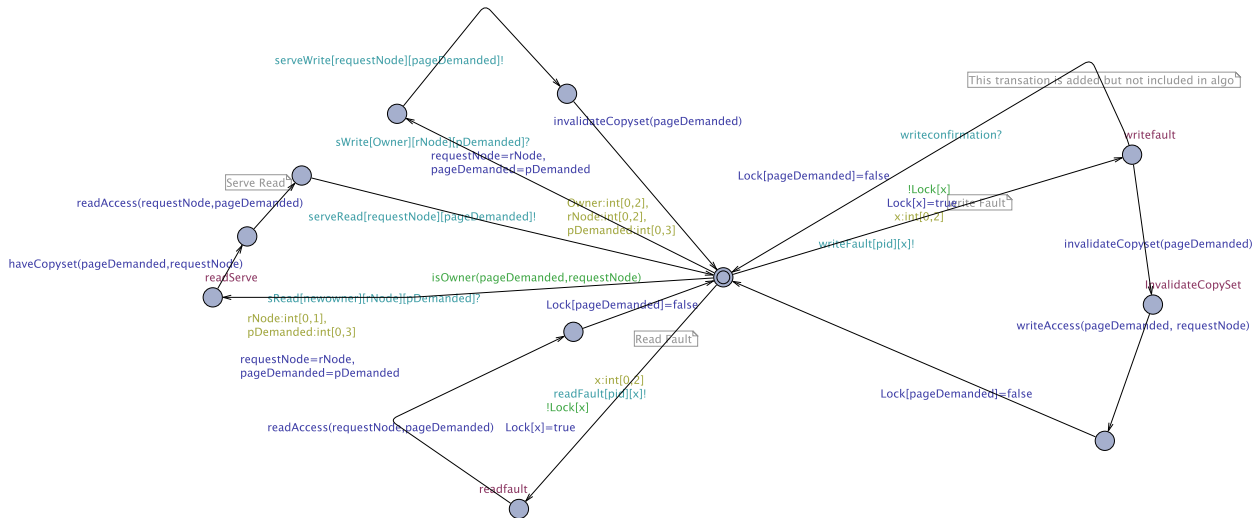 serveWrite[requestNode][pageDemanded]!
This transation is added but not included in algo
invalidateCopyset(pageDemanded)
writeconfirmation?
writefault
sWrite[Owner][rNode][pDemanded]?
requestNode=rNode,
pageDemanded=pDemanded
Lock[pageDemanded]=false
Serve Read
!Lock[x]
readAccess(requestNode,pageDemanded)
Owner:int[0,2],
rNode:int[0,2],
pDemanded:int[0,3]
Lock[x]=true
write Fault
x:int[0,2]
serveRead[requestNode][pageDemanded]!
writeFault[pid][x]!
invalidateCopyset(pageDemanded)
haveCopyset(pageDemanded,requestNode)
readServe
isOwner(pageDemanded,requestNode)
InvalidateCopySet
sRead[newowner][rNode][pDemanded]?
Lock[pageDemanded]=false
rNode:int[0,1],
pDemanded:int[0,3]
writeAccess(pageDemanded, requestNode)
Read Fault
requestNode=rNode,
pageDemanded=pDemanded
x:int[0,2]
readFault[pid][x]!
!Lock[x]
Lock[pageDemanded]=false
readAccess(requestNode,pageDemanded)
Lock[x]=true
readfault